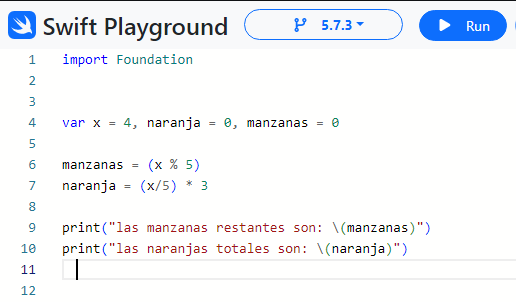 Swift Playground 5.7.3 Run
1 import Foundation
2
3
4 var x = 4, naranja = 0, manzanas = 0
5
6 manzanas = (x % 5)
7 naranja = (x/5) * 3
8
9 print("las manzanas restantes son: \(manzanas)")
10 print("las naranjas totales son: \(naranja)")
11
12